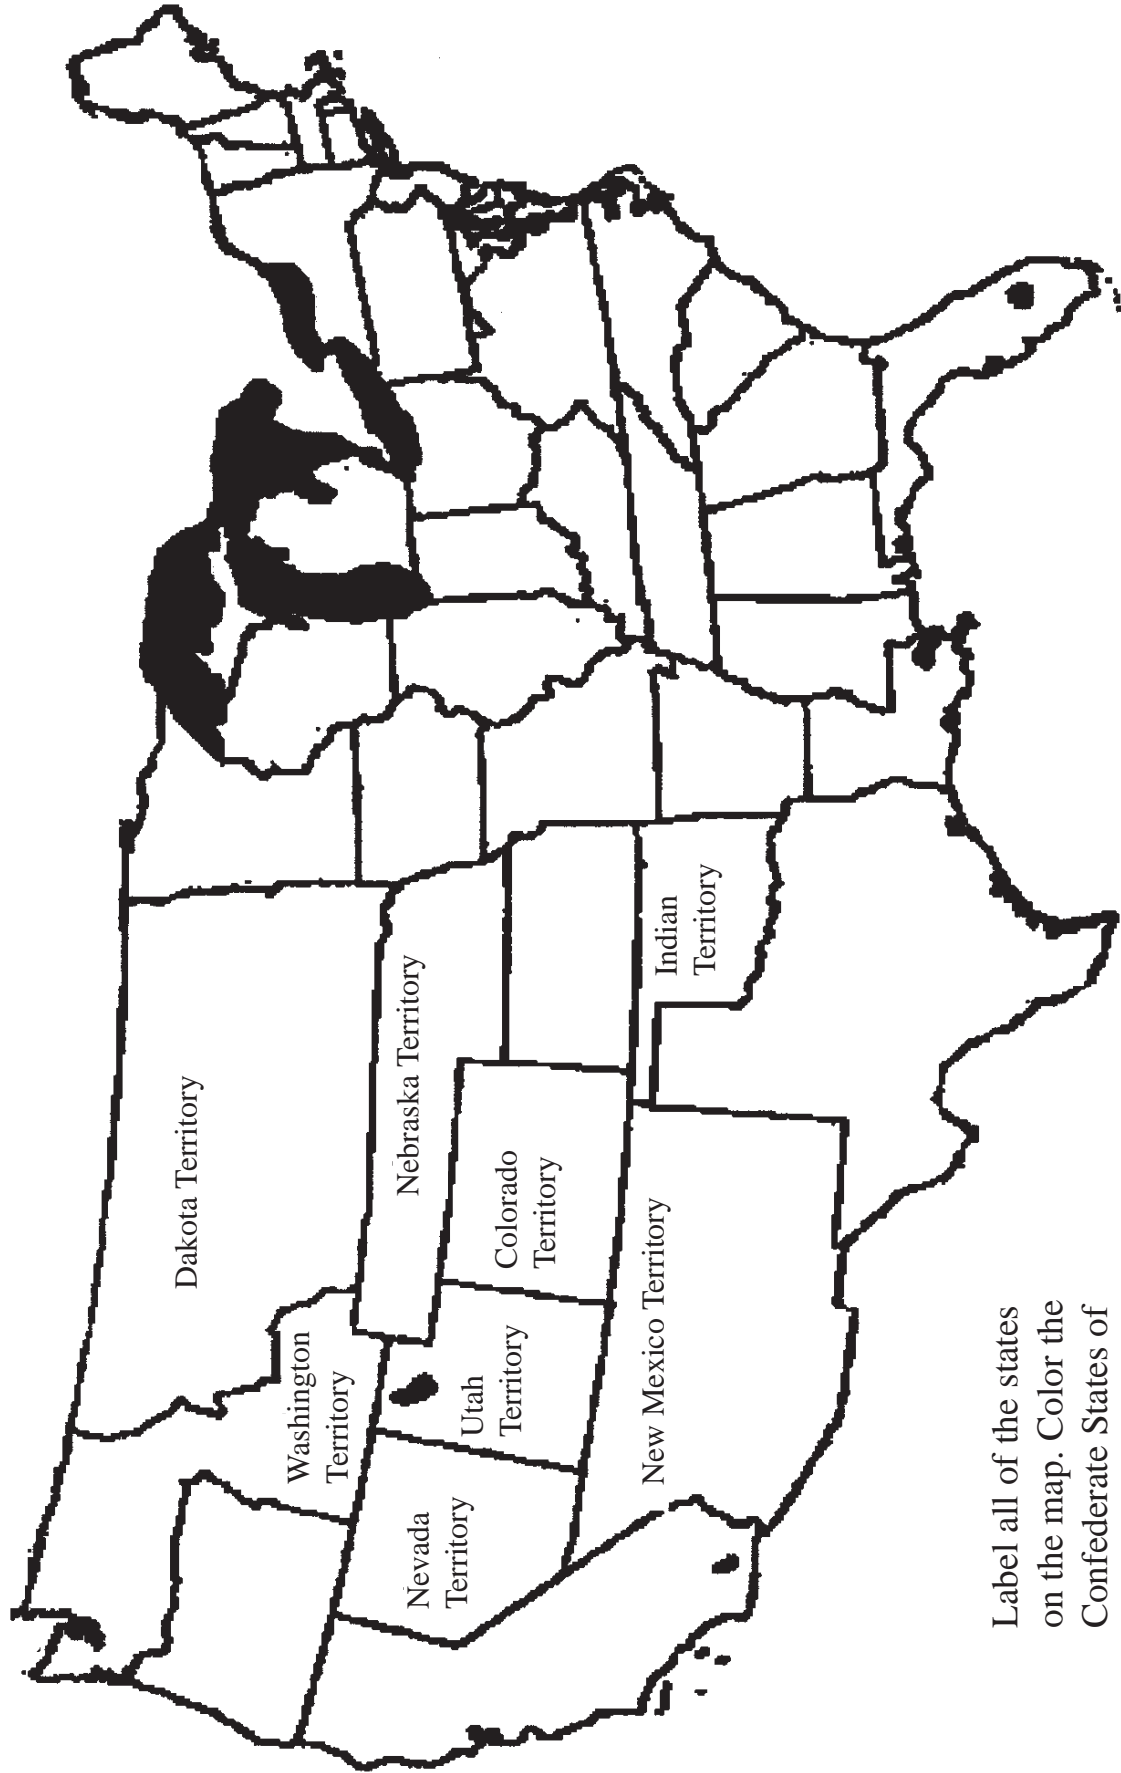 Dakota Territory
Washington
Territory
Nebraska Territory
Nevada
Territory
Utah
Territory
Colorado
Territory
New Mexico Territory
Indian
Territory
Label all of the states
on the map. Color the
Confederate States of